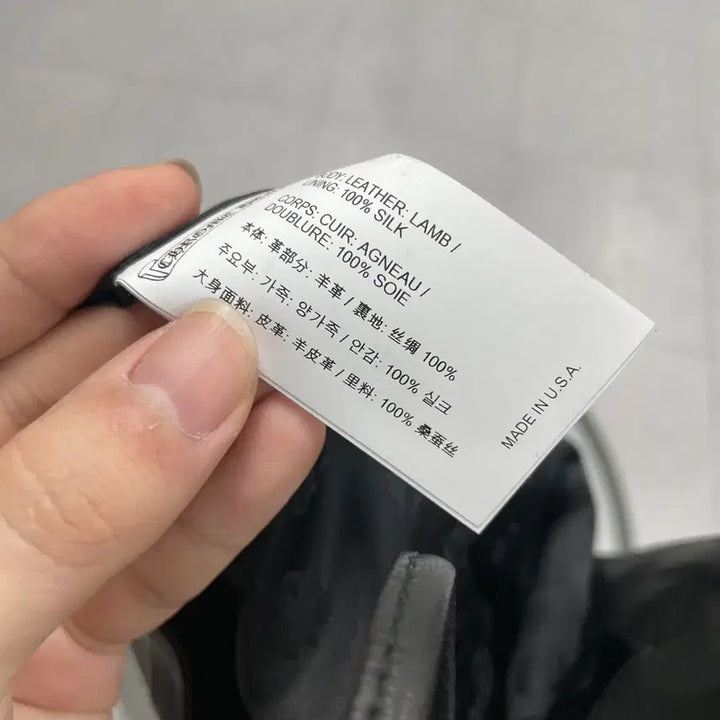 BODY: LEATHER: LAMB /
LINING: 100% SILK
CORPS: CUIR: AGNEAU /
DOUBLURE: 100% SOIE
本体: 革部分: 羊革 / 裏地: 丝绸 100%
주요부: 가죽: 양가죽 / 안감: 100% 실크
大身面料: 皮革: 羊皮革 / 里料: 100% 桑蚕丝
MADE IN U.S.A.